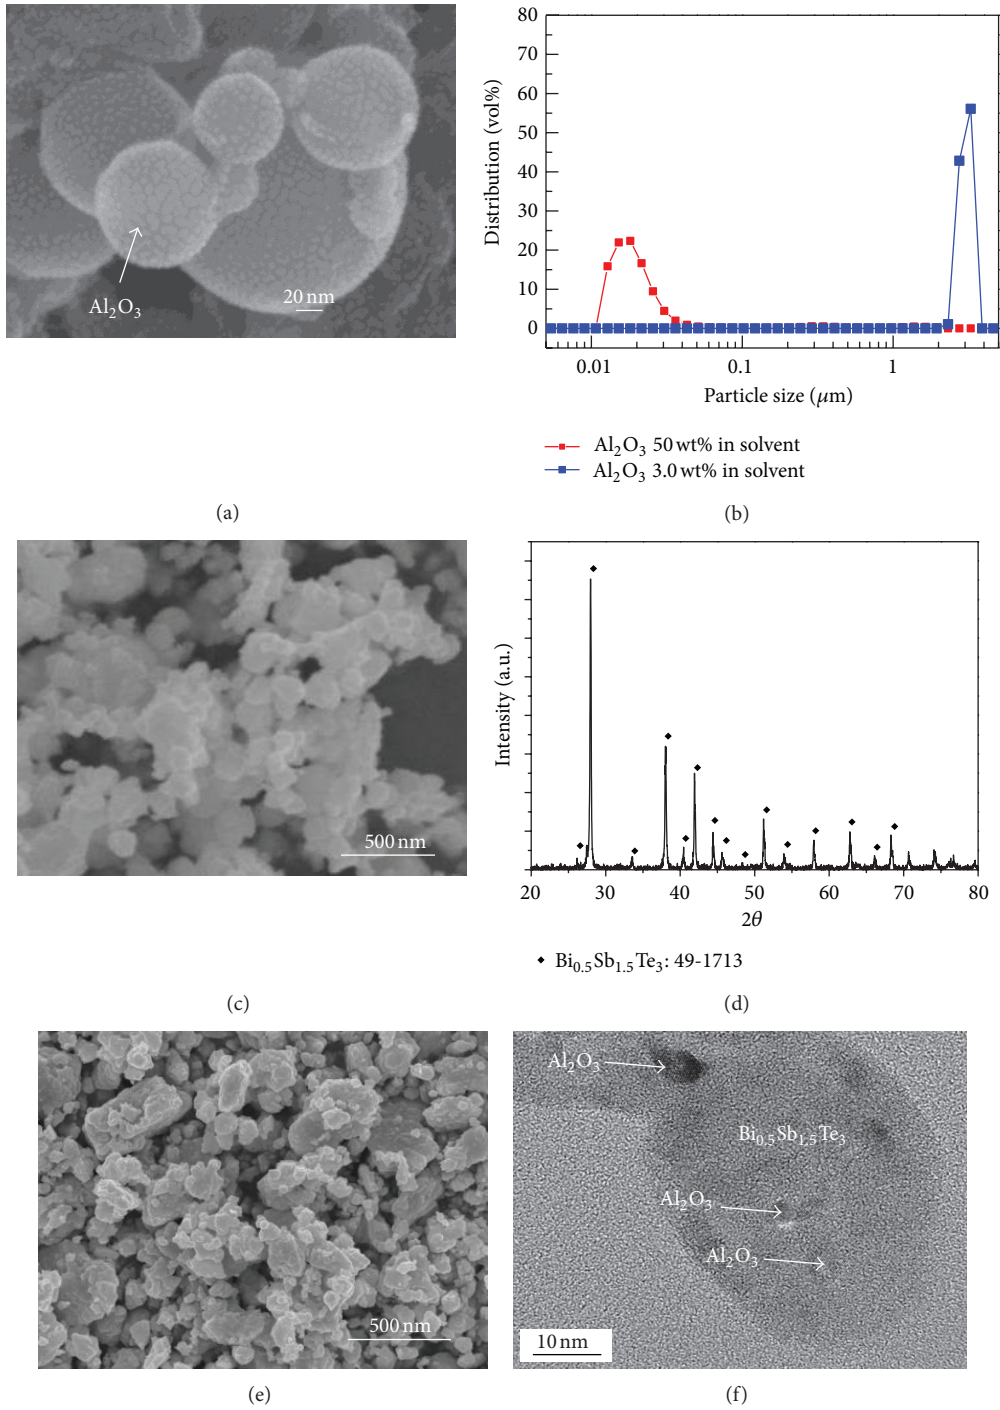 Al₂O₃
20 nm
(a)
80
70
60
50
40
30
20
10
0
Distribution (vol%)
0.01 0.1 1
Particle size (μm)
Al₂O₃ 50 wt% in solvent
Al₂O₃ 3.0 wt% in solvent
(b)
500 nm
(c)
Intensity (a.u.)
20 30 40 50 60 70 80
2θ
Bi₀.₅Sb₁.₅Te₃: 49-1713
(d)
500 nm
(e)
Al₂O₃
Bi₀.₅Sb₁.₅Te₃
Al₂O₃
Al₂O₃
10 nm
(f)